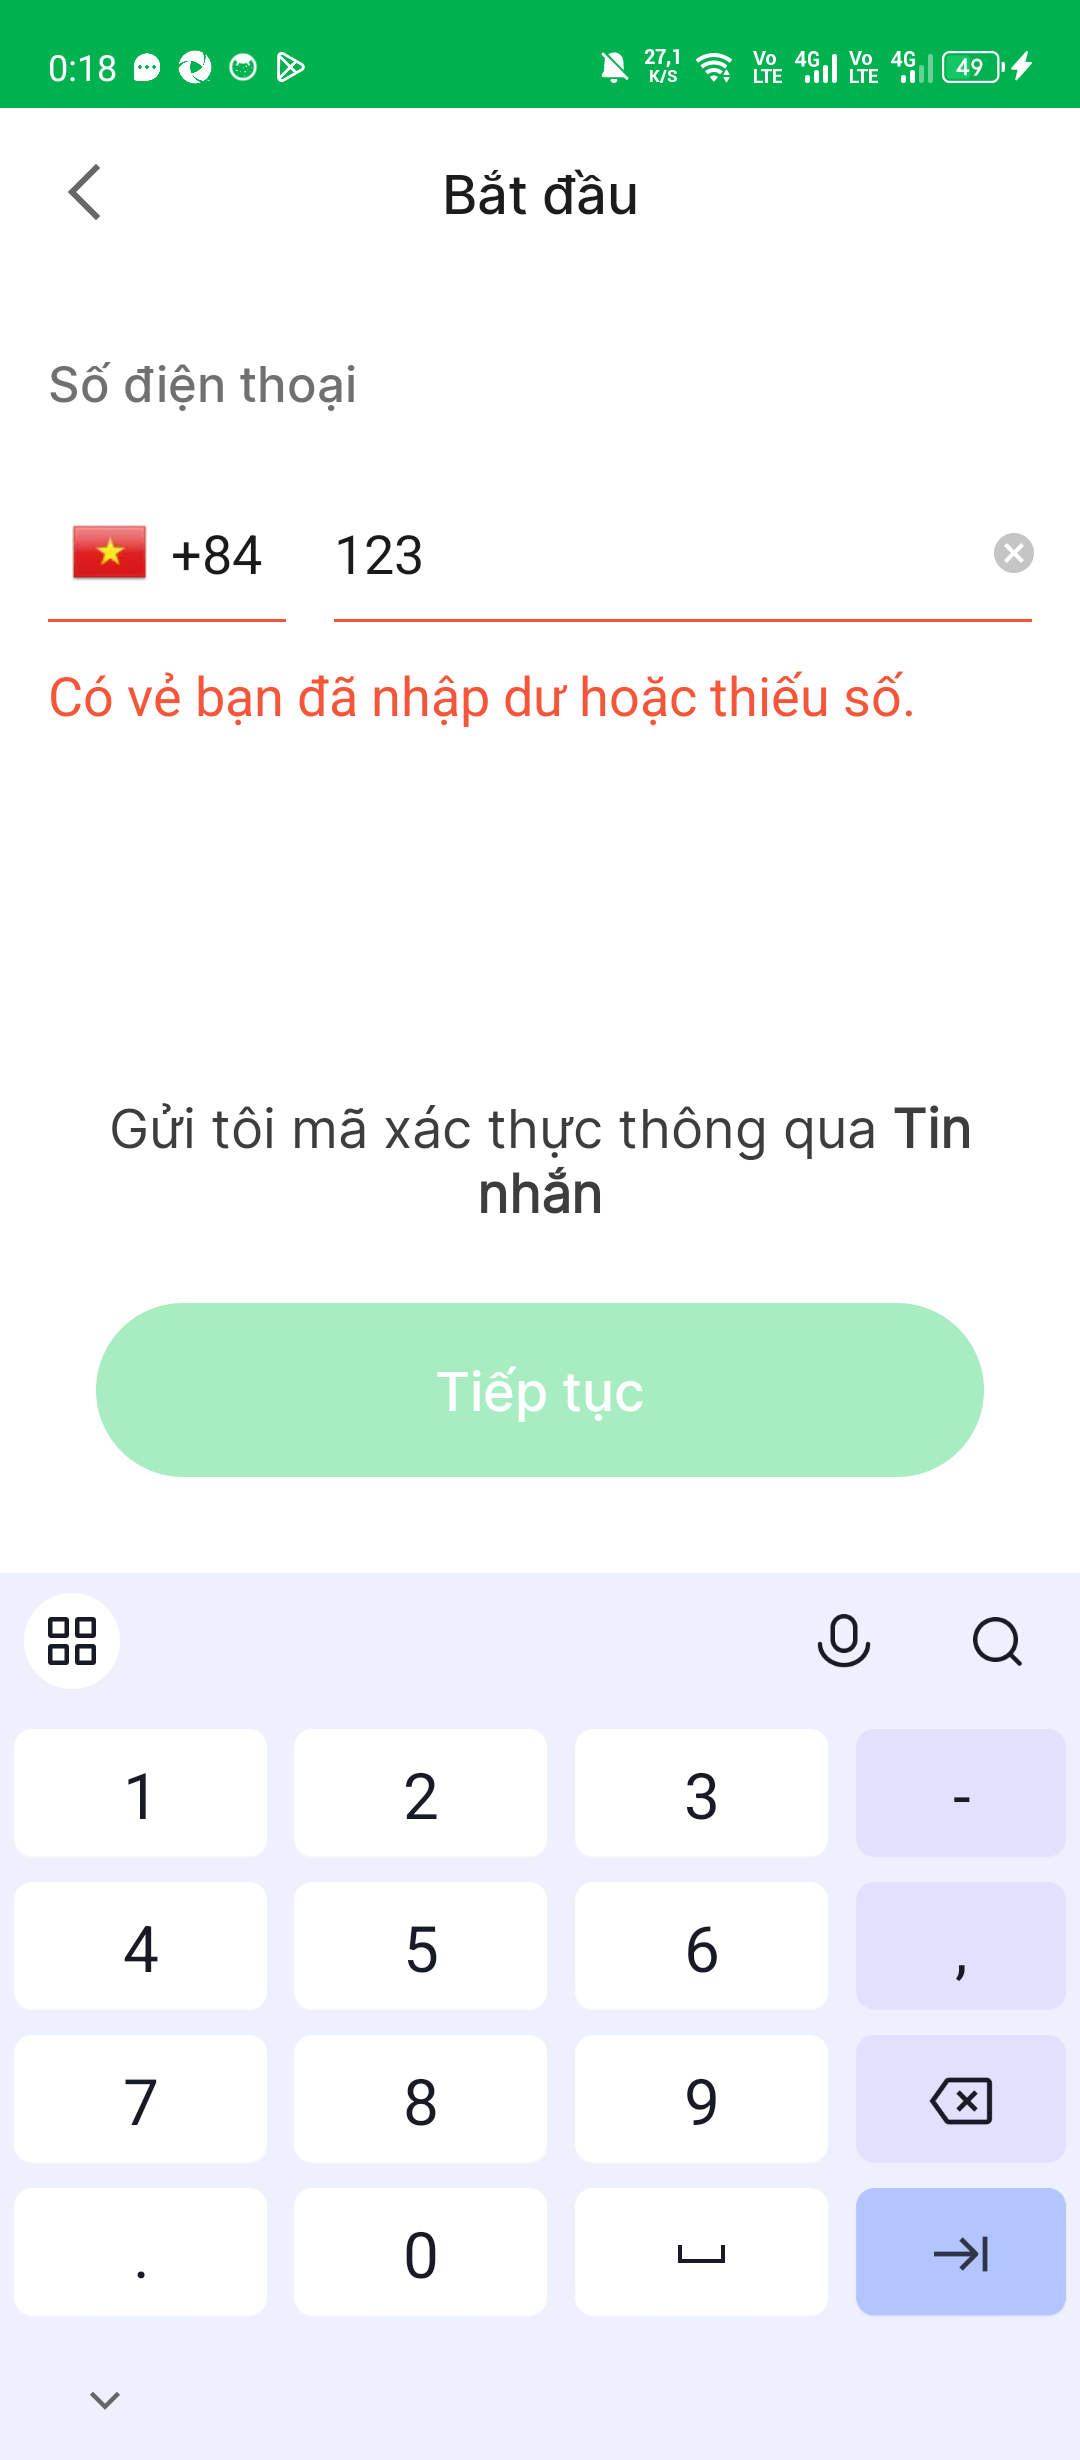 0:18 27,1 K/S Vo LTE 4G Vo LTE 4G 49
Bắt đầu
Số điện thoại
+84 123
Có vẻ bạn đã nhập dư hoặc thiếu số.
Gửi tôi mã xác thực thông qua Tin
nhắn
Tiếp tục
1 2 3 -
4 5 6 ,
7 8 9
. 0